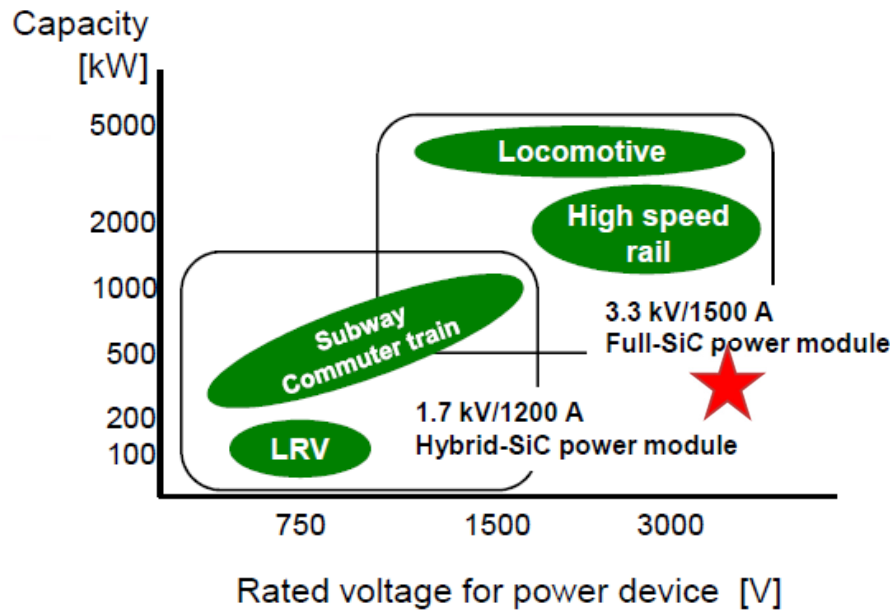 Capacity
[kW]
5000
2000
1000
500
200
100
Locomotive
High speed
rail
Subway
Commuter train
LRV
3.3 kV/1500 A
Full-SiC power module
1.7 kV/1200 A
Hybrid-SiC power module
750
1500
3000
Rated voltage for power device [V]